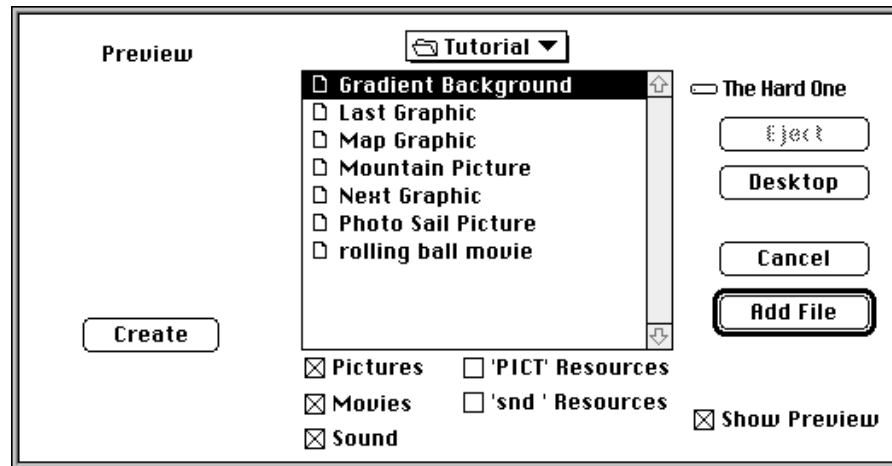 Preview
Tutorial
Gradient Background
Last Graphic
Map Graphic
Mountain Picture
Next Graphic
Photo Sail Picture
rolling ball movie
The Hard One
Eject
Desktop
Cancel
Add File
Create
Pictures
'PICT' Resources
Movies
'snd ' Resources
Sound
Show Preview